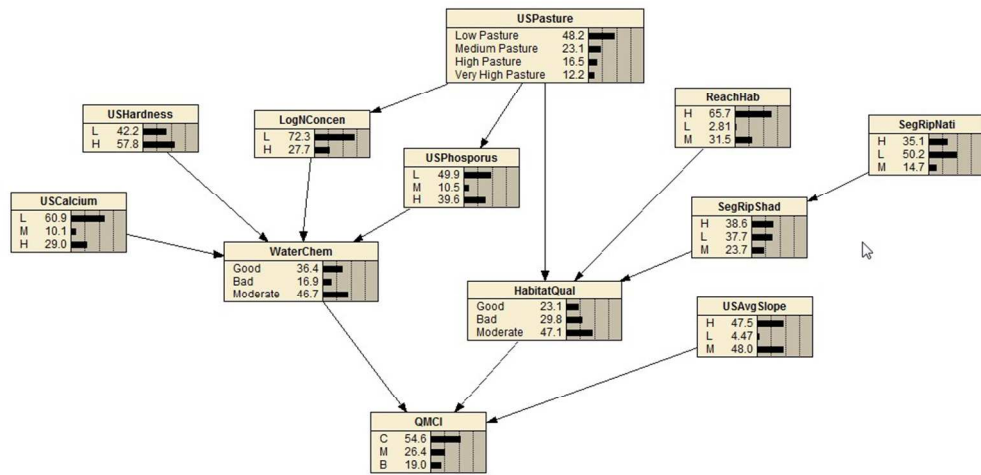 USPasture
Low Pasture 48.2
Medium Pasture 23.1
High Pasture 16.5
Very High Pasture 12.2
USHardness
L 42.2
H 57.8
LogNConcen
L 72.3
H 27.7
ReachHab
H 65.7
L 2.81
M 31.5
SegRipNati
H 35.1
L 50.2
M 14.7
USPhosporus
L 49.9
M 10.5
H 39.6
USCalcium
L 60.9
M 10.1
H 29.0
SegRipShad
H 38.6
L 37.7
M 23.7
WaterChem
Good 36.4
Bad 16.9
Moderate 46.7
HabitatQual
Good 23.1
Bad 29.8
Moderate 47.1
USAvgSlope
H 47.5
L 4.47
M 48.0
QMCI
C 54.6
M 26.4
B 19.0